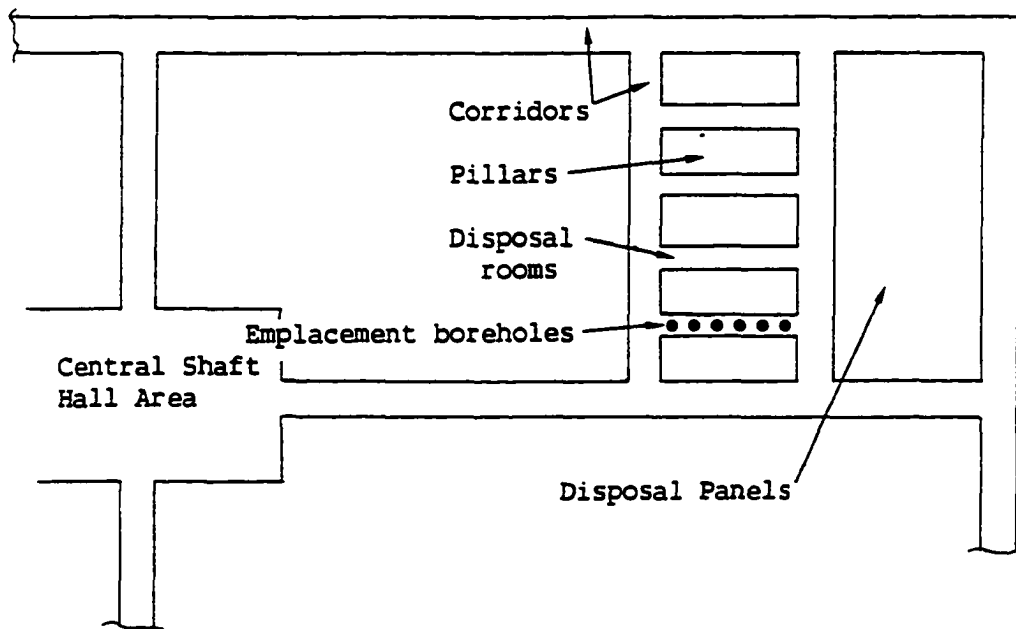 Corridors
Pillars
Disposal
rooms
Emplacement boreholes
Central Shaft
Hall Area
Disposal Panels